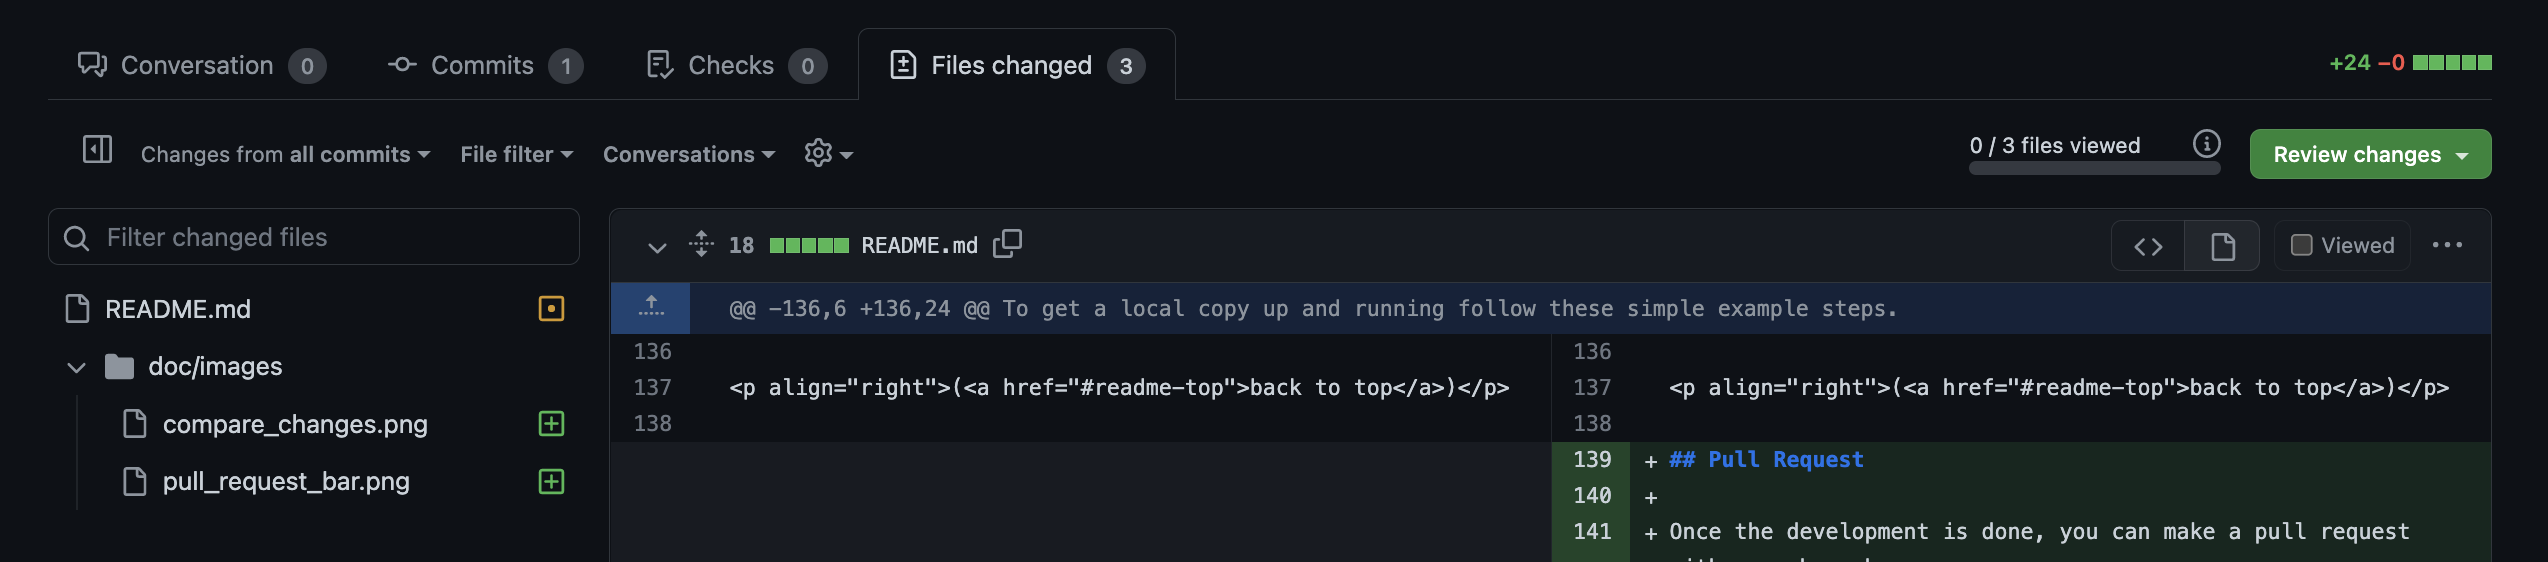 Conversation 0 Commits 1 Checks 0 Files changed 3 +24 −0
Changes from all commits File filter Conversations 0 / 3 files viewed Review changes
Filter changed files
README.md
doc/images
compare_changes.png
pull_request_bar.png
18 README.md Viewed
@@ −136,6 +136,24 @@ To get a local copy up and running follow these simple example steps.
136 136
137 <p align="right">(<a href="#readme-top">back to top</a>)</p> 137 <p align="right">(<a href="#readme-top">back to top</a>)</p>
138 138
139 + ## Pull Request
140 +
141 + Once the development is done, you can make a pull request